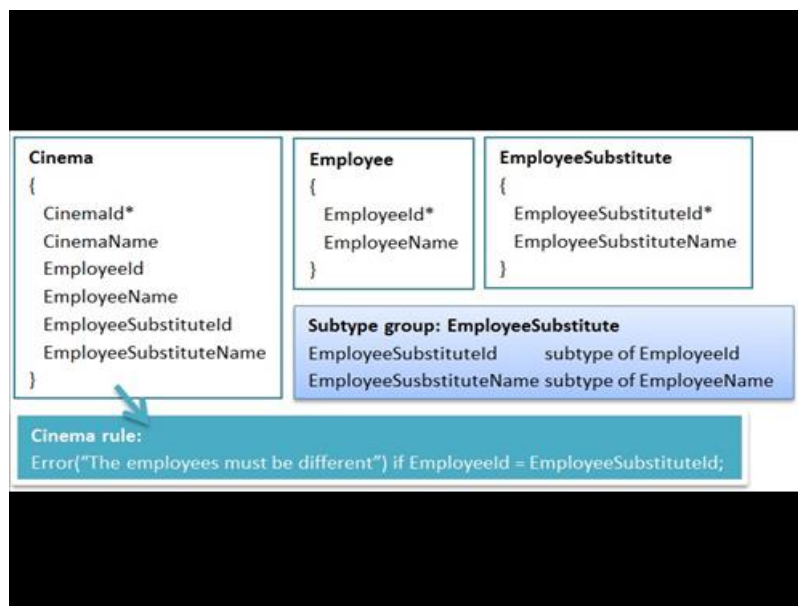 Cinema
{
CinemaId*
CinemaName
EmployeeId
EmployeeName
EmployeeSubstituteId
EmployeeSubstituteName
}
Employee
{
EmployeeId*
EmployeeName
}
EmployeeSubstitute
{
EmployeeSubstituteId*
EmployeeSubstituteName
}
Subtype group: EmployeeSubstitute
EmployeeSubstituteId subtype of EmployeeId
EmployeeSusbstituteName subtype of EmployeeName
Cinema rule:
Error(“The employees must be different”) if EmployeeId = EmployeeSubstituteId;